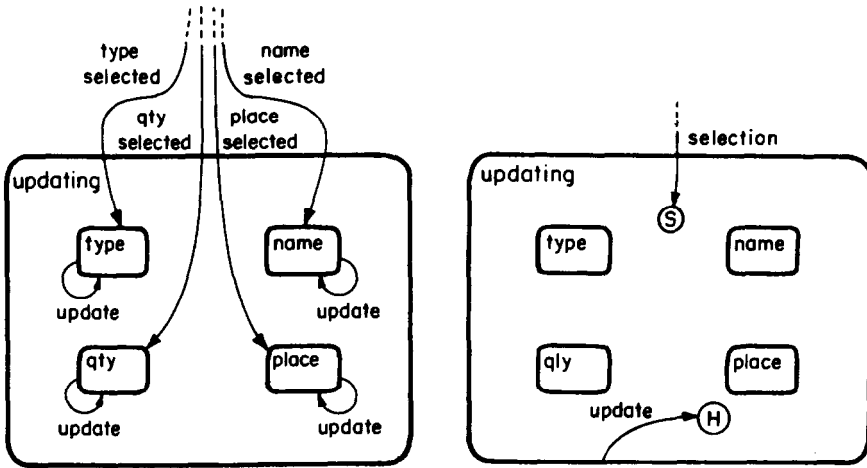 type
selected
name
selected
qty
selected
place
selected
updating
type
update
name
update
qty
update
place
update
selection
updating
S
type
name
qly
place
update
H